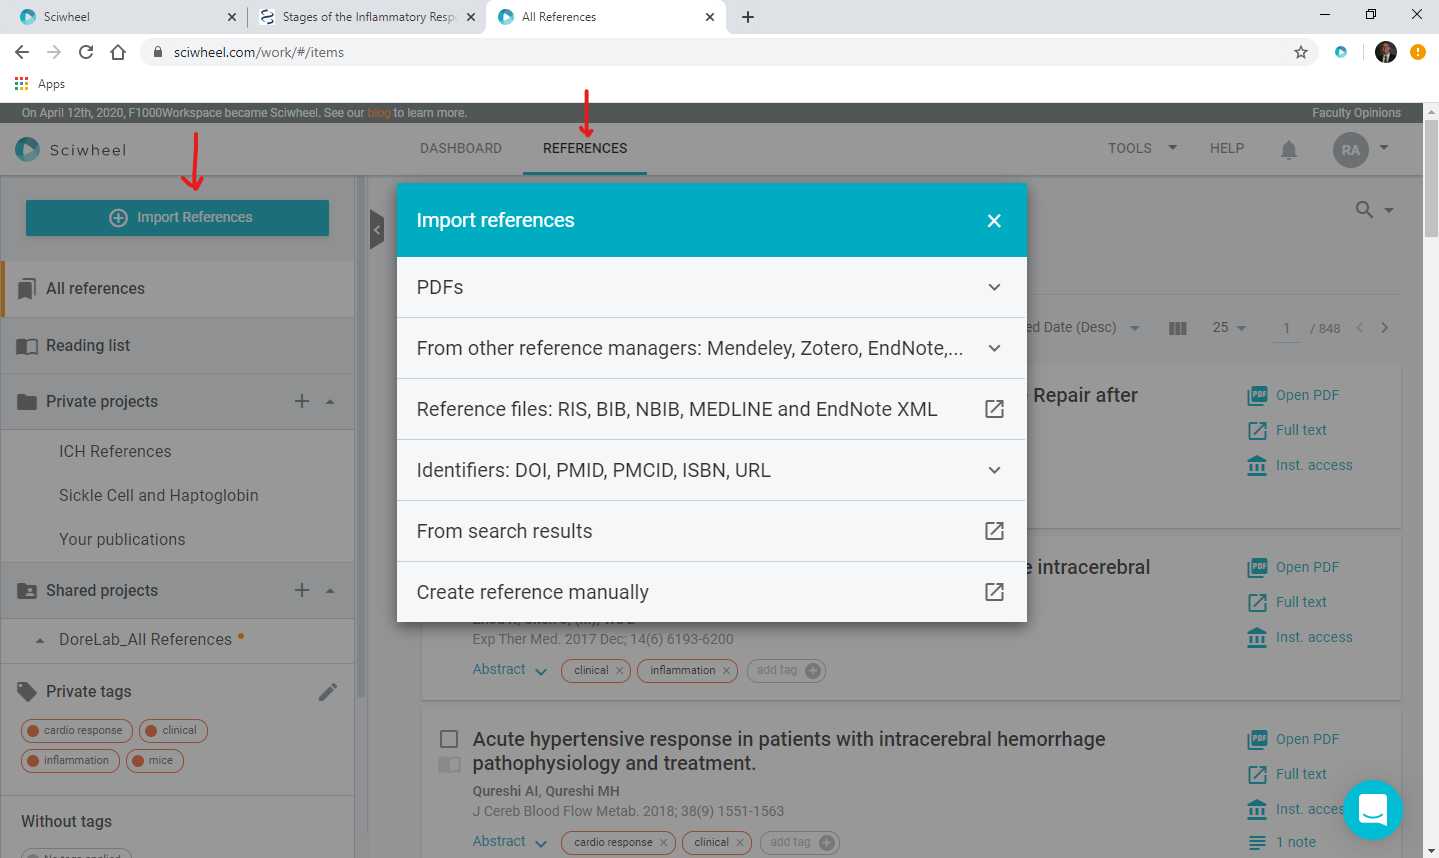 Sciwheel
Stages of the Inflammatory Resp
All References
sciwheel.com/work/#/items
Apps
On April 12th, 2020, F1000Workspace became Sciwheel. See our blog to learn more.
Faculty Opinions
Sciwheel
DASHBOARD
REFERENCES
TOOLS
HELP
RA
Import References
All references
Reading list
Private projects
ICH References
Sickle Cell and Haptoglobin
Your publications
Shared projects
DoreLab_All References
Private tags
cardio response
clinical
inflammation
mice
Without tags
Import references
PDFs
From other reference managers: Mendeley, Zotero, EndNote,...
Reference files: RIS, BIB, NBIB, MEDLINE and EndNote XML
Identifiers: DOI, PMID, PMCID, ISBN, URL
From search results
Create reference manually
Date (Desc)
25
1 / 848
Repair after
Open PDF
Full text
Inst. access
intracerebral
Exp Ther Med. 2017 Dec; 14(6) 6193-6200
Abstract
clinical
inflammation
add tag
Open PDF
Full text
Inst. access
Acute hypertensive response in patients with intracerebral hemorrhage
pathophysiology and treatment.
Qureshi AI, Qureshi MH
J Cereb Blood Flow Metab. 2018; 38(9) 1551-1563
Abstract
cardio response
clinical
add tag
Open PDF
Full text
Inst. acce
1 note